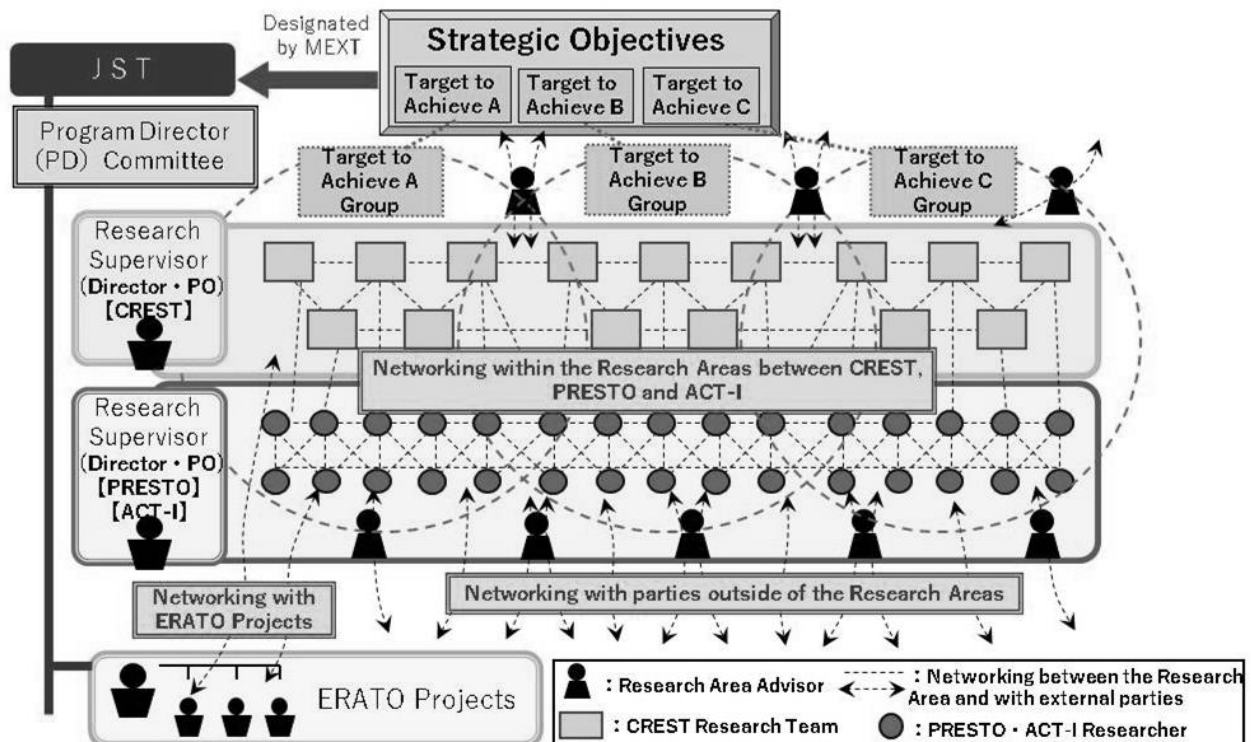 Designated
by MEXT
Strategic Objectives
Target to
Achieve A
Target to
Achieve B
Target to
Achieve C
JST
Program Director
(PD) Committee
Target to
Achieve A
Group
Target to
Achieve B
Group
Target to
Achieve C
Group
Research
Supervisor
(Director・PO)
【CREST】
Networking within the Research Areas between CREST,
PRESTO and ACT-I
Research
Supervisor
(Director・PO)
【PRESTO】
【ACT-I】
Networking with
ERATO Projects
Networking with parties outside of the Research Areas
ERATO Projects
：Research Area Advisor
：Networking between the Research
Area and with external parties
：CREST Research Team
：PRESTO・ACT-I Researcher